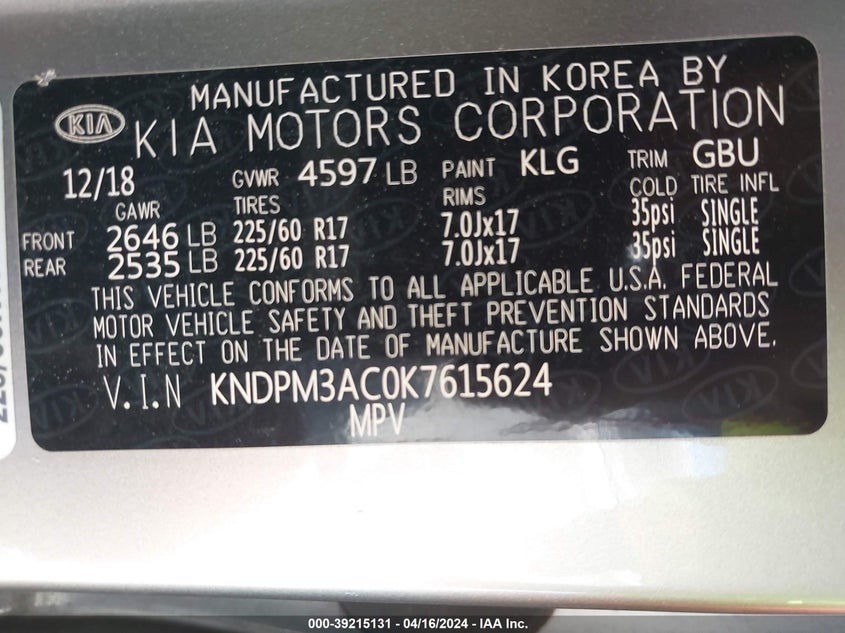 MANUFACTURED IN KOREA BY
KIA KIA MOTORS CORPORATION
12/18 GVWR 4597 LB PAINT KLG TRIM GBU
GAWR TIRES RIMS COLD TIRE INFL
FRONT 2646 LB 225/60 R17 7.0Jx17 35psi SINGLE
REAR 2535 LB 225/60 R17 7.0Jx17 35psi SINGLE
THIS VEHICLE CONFORMS TO ALL APPLICABLE U.S.A. FEDERAL
MOTOR VEHICLE SAFETY AND THEFT PREVENTION STANDARDS
IN EFFECT ON THE DATE OF MANUFACTURE SHOWN ABOVE.
V.I.N KNDPM3AC0K7615624
MPV
000-39215131 - 04/16/2024 - IAA Inc.